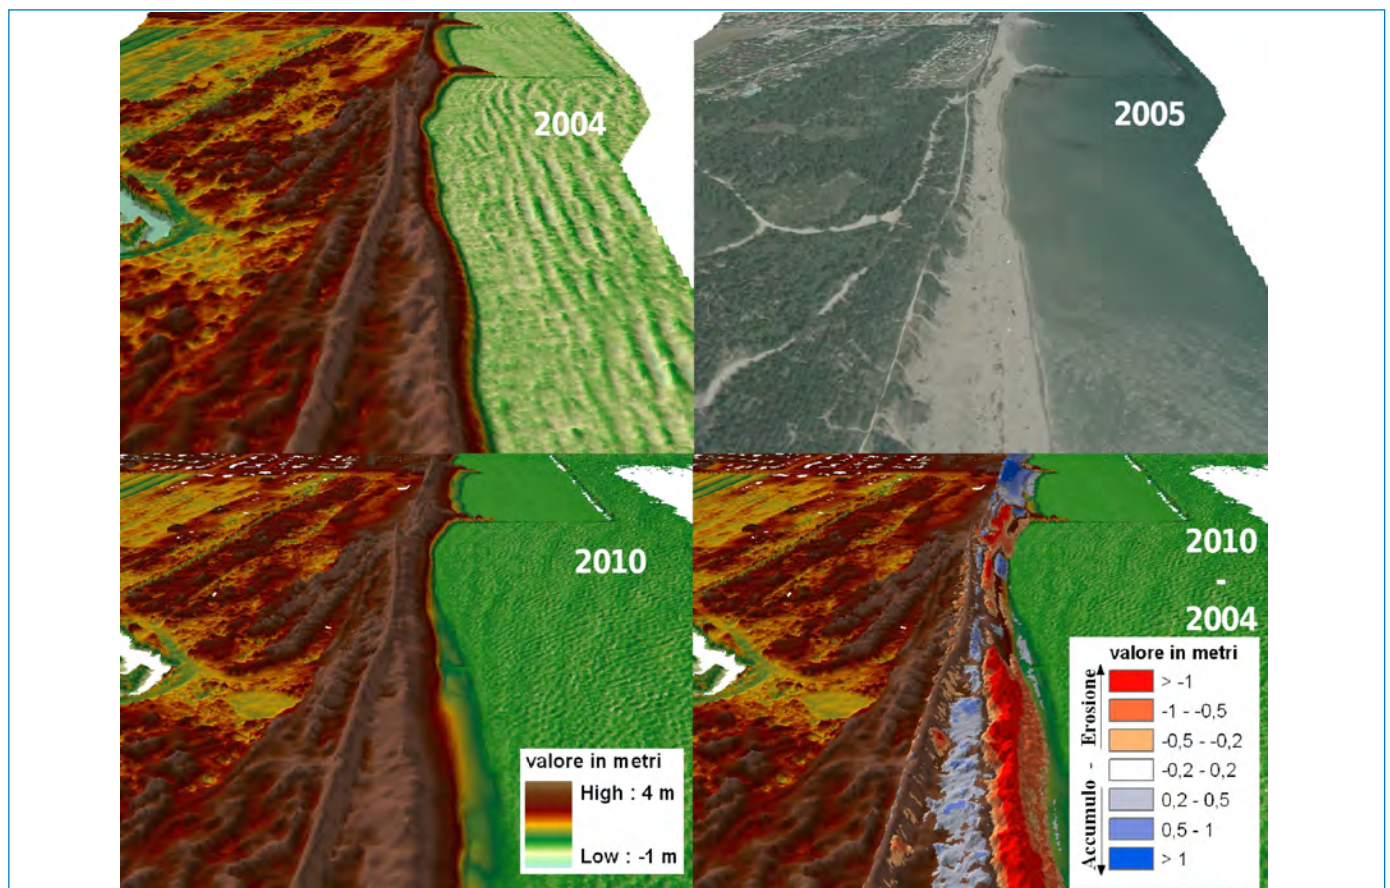 2004
2005
2010
valore in metri
High : 4 m
Low : -1 m
2010
-
2004
valore in metri
> -1
-1 - -0,5
-0,5 - -0,2
-0,2 - 0,2
0,2 - 0,5
0,5 - 1
> 1
Accumulo - Erosione